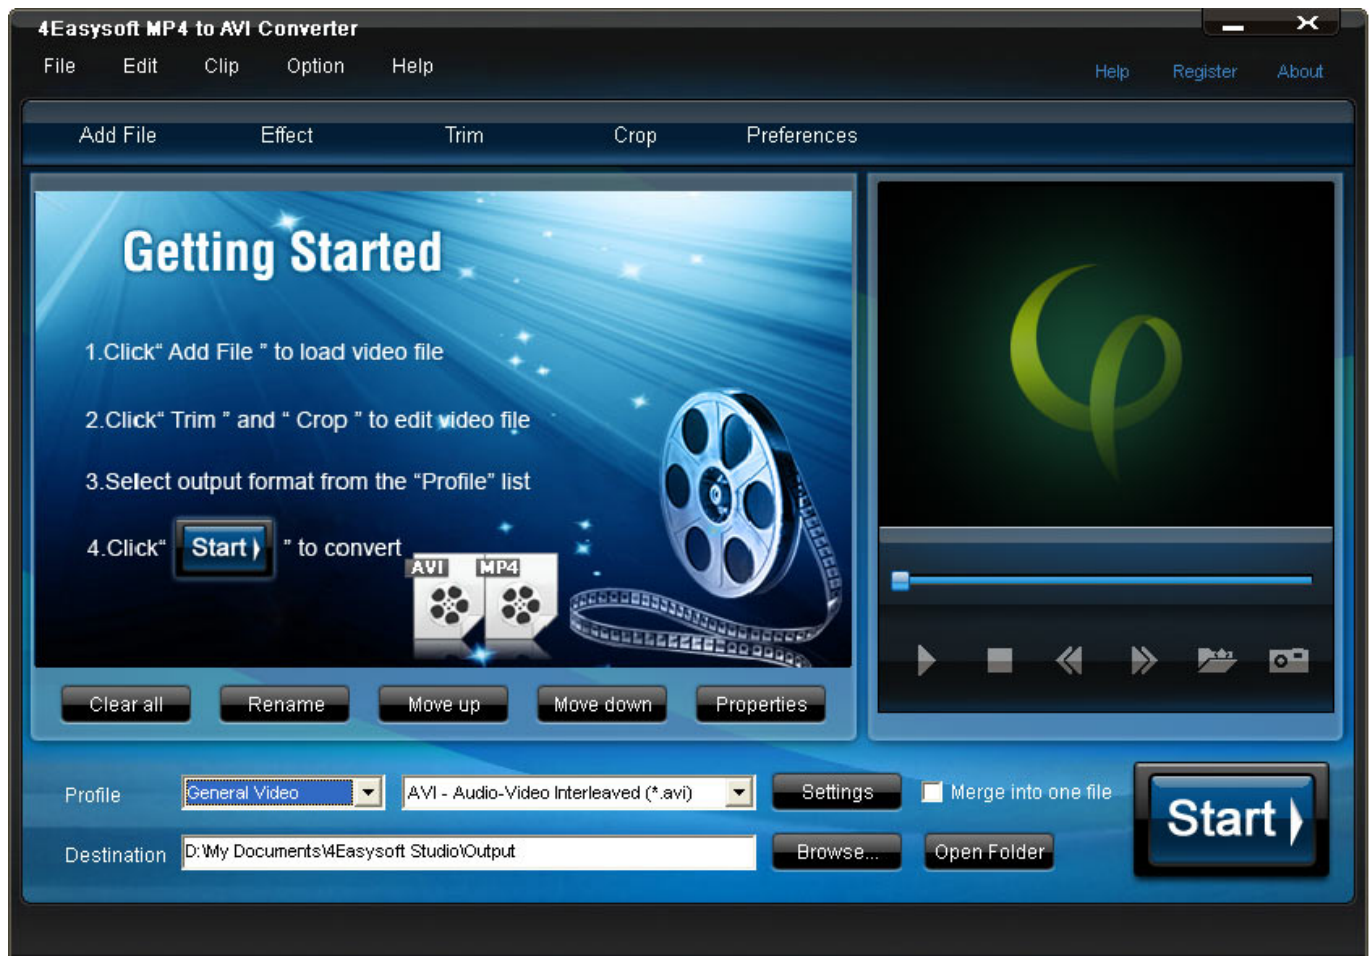 4Easysoft MP4 to AVI Converter
File Edit Clip Option Help
Help Register About
Add File Effect Trim Crop Preferences
Getting Started
1.Click“ Add File ” to load video file
2.Click“ Trim ” and “ Crop ” to edit video file
3.Select output format from the “Profile” list
4.Click“ Start ” to convert
AVI MP4
Clear all Rename Move up Move down Properties
Profile General Video AVI - Audio-Video Interleaved (*.avi) Settings Merge into one file
Start
Destination D:\My Documents\4Easysoft Studio\Output Browse... Open Folder